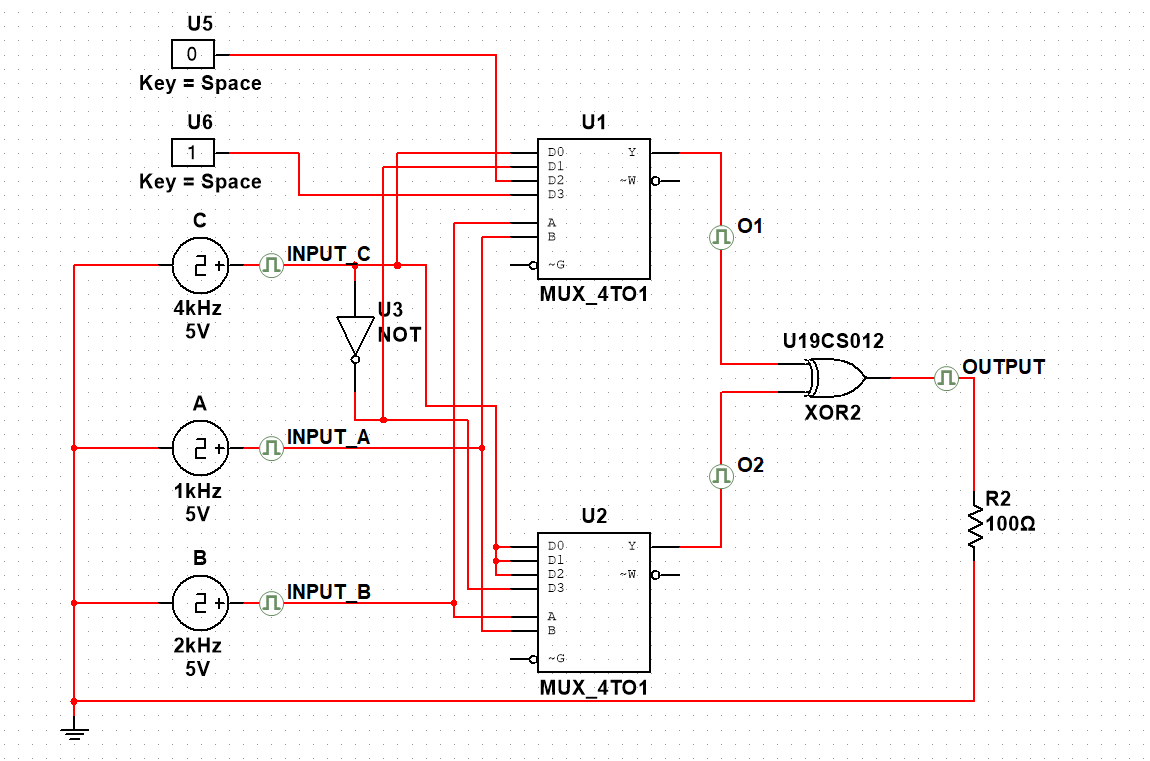 U5
0
Key = Space
U6
1
Key = Space
U1
D0
D1
D2
D3
A
B
~G
Y
~W
MUX_4TO1
C
INPUT_C
4kHz
5V
U3
NOT
O1
U19CS012
XOR2
OUTPUT
A
INPUT_A
1kHz
5V
O2
R2
100Ω
U2
D0
D1
D2
D3
A
B
~G
Y
~W
MUX_4TO1
B
INPUT_B
2kHz
5V